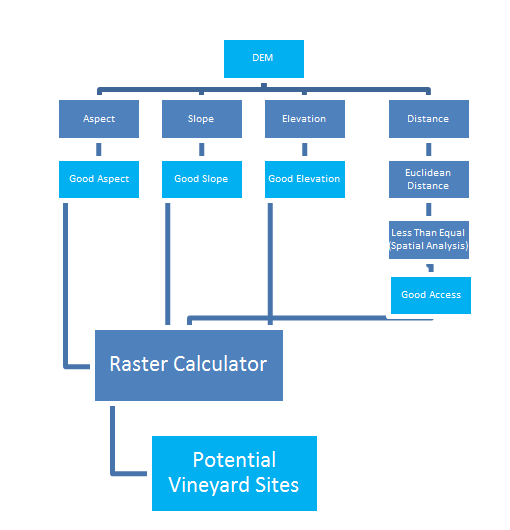 DEM
Aspect
Slope
Elevation
Distance
Good Aspect
Good Slope
Good Elevation
Euclidean
Distance
Less Than Equal
(Spatial Analysis)
Good Access
Raster Calculator
Potential
Vineyard Sites